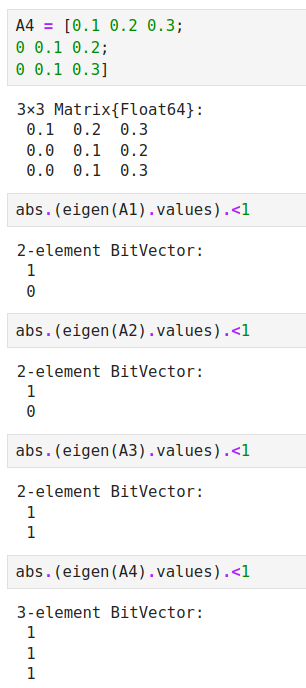 A4 = [0.1 0.2 0.3;
0 0.1 0.2;
0 0.1 0.3]
3×3 Matrix{Float64}:
 0.1  0.2  0.3
 0.0  0.1  0.2
 0.0  0.1  0.3
abs.(eigen(A1).values).<1
2-element BitVector:
 1
 0
abs.(eigen(A2).values).<1
2-element BitVector:
 1
 0
abs.(eigen(A3).values).<1
2-element BitVector:
 1
 1
abs.(eigen(A4).values).<1
3-element BitVector:
 1
 1
 1